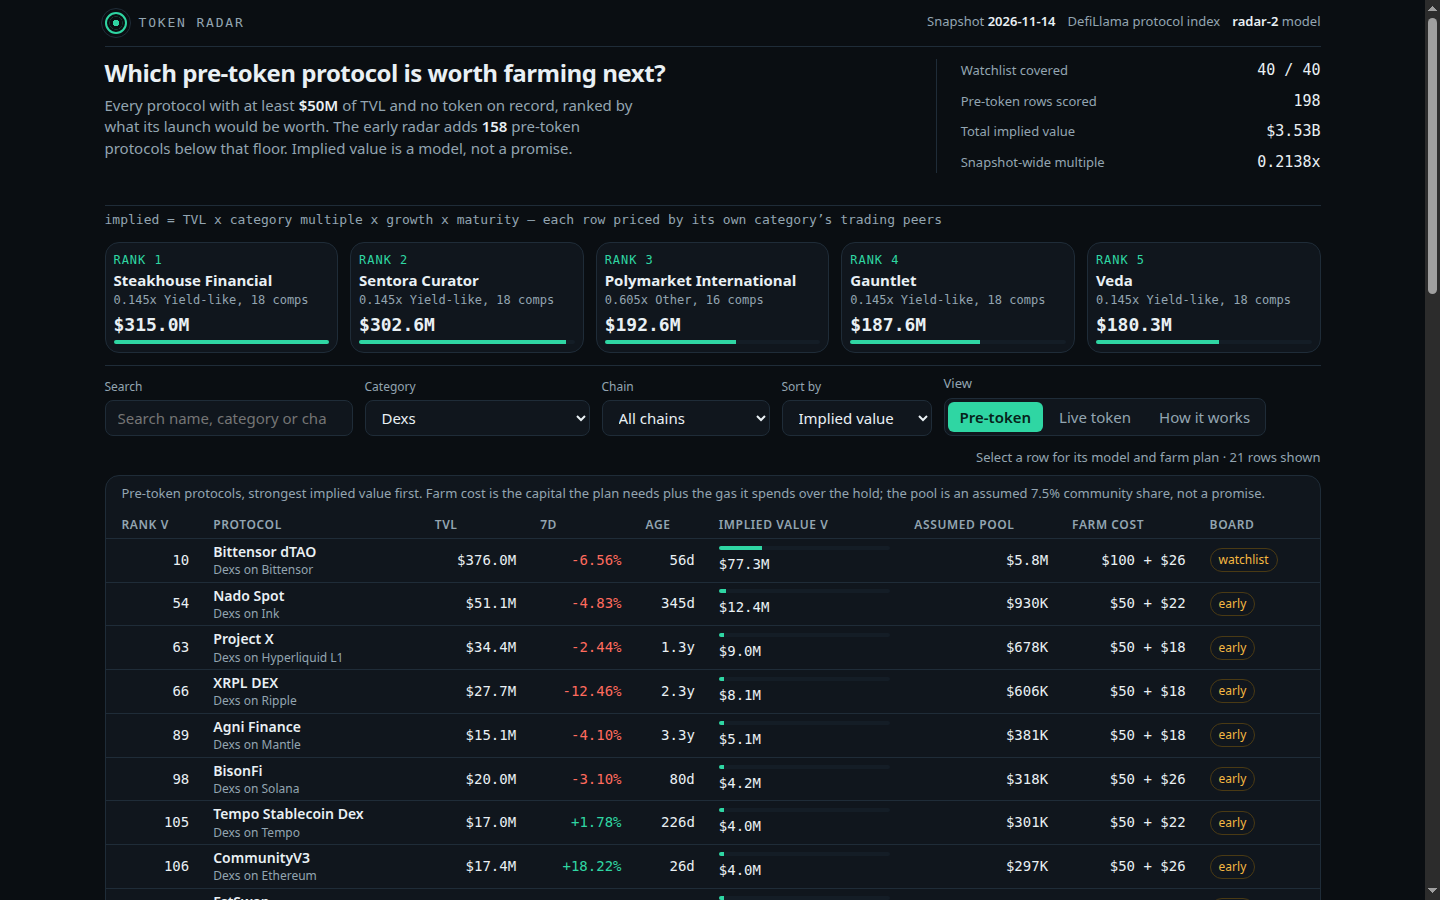 TOKEN RADAR
Snapshot 2026-11-14 DefiLlama protocol index radar-2 model
Which pre-token protocol is worth farming next?
Every protocol with at least $50M of TVL and no token on record, ranked by
what its launch would be worth. The early radar adds 158 pre-token
protocols below that floor. Implied value is a model, not a promise.
Watchlist covered 40 / 40
Pre-token rows scored 198
Total implied value $3.53B
Snapshot-wide multiple 0.2138x
implied = TVL x category multiple x growth x maturity — each row priced by its own category’s trading peers
RANK 1
Steakhouse Financial
0.145x Yield-like, 18 comps
$315.0M
RANK 2
Sentora Curator
0.145x Yield-like, 18 comps
$302.6M
RANK 3
Polymarket International
0.605x Other, 16 comps
$192.6M
RANK 4
Gauntlet
0.145x Yield-like, 18 comps
$187.6M
RANK 5
Veda
0.145x Yield-like, 18 comps
$180.3M
Search
Search name, category or cha
Category
Dexs
Chain
All chains
Sort by
Implied value
View
Pre-token Live token How it works
Select a row for its model and farm plan · 21 rows shown
Pre-token protocols, strongest implied value first. Farm cost is the capital the plan needs plus the gas it spends over the hold; the pool is an assumed 7.5% community share, not a promise.
RANK V PROTOCOL TVL 7D AGE IMPLIED VALUE V ASSUMED POOL FARM COST BOARD
10 Bittensor dTAO $376.0M -6.56% 56d $77.3M $5.8M $100 + $26 watchlist
Dexs on Bittensor
54 Nado Spot $51.1M -4.83% 345d $12.4M $930K $50 + $22 early
Dexs on Ink
63 Project X $34.4M -2.44% 1.3y $9.0M $678K $50 + $18 early
Dexs on Hyperliquid L1
66 XRPL DEX $27.7M -12.46% 2.3y $8.1M $606K $50 + $18 early
Dexs on Ripple
89 Agni Finance $15.1M -4.10% 3.3y $5.1M $381K $50 + $18 early
Dexs on Mantle
98 BisonFi $20.0M -3.10% 80d $4.2M $318K $50 + $26 early
Dexs on Solana
105 Tempo Stablecoin Dex $17.0M +1.78% 226d $4.0M $301K $50 + $22 early
Dexs on Tempo
106 CommunityV3 $17.4M +18.22% 26d $4.0M $297K $50 + $26 early
Dexs on Ethereum